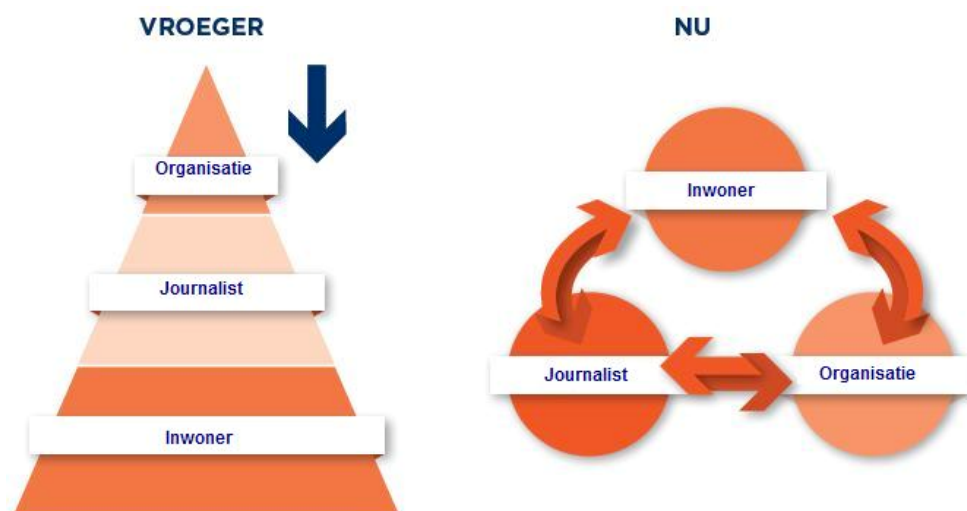 VROEGER
Organisatie
Journalist
Inwoner
NU
Inwoner
Journalist
Organisatie